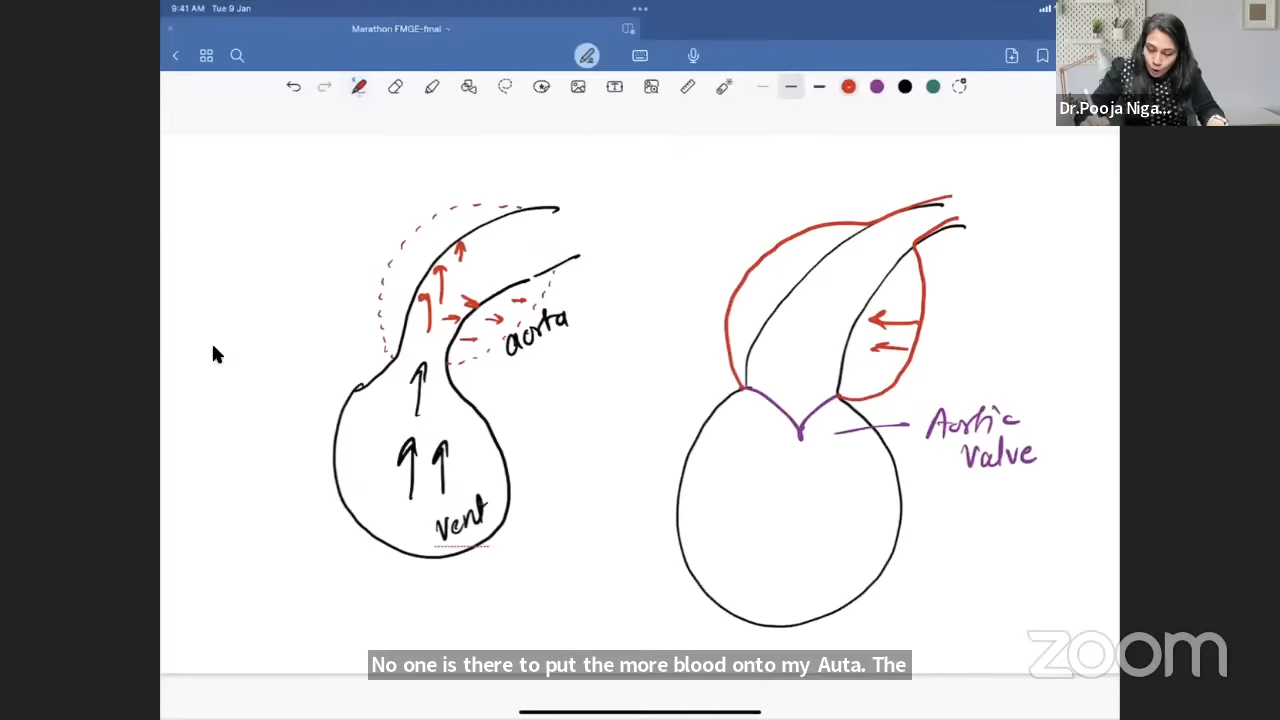 9:41 AM Tue 9 Jan
Marathon FMGE-final
Dr.Pooja Niga...
aorta
vent
Aortic
Valve
No one is there to put the more blood onto my Auta. The
zoom